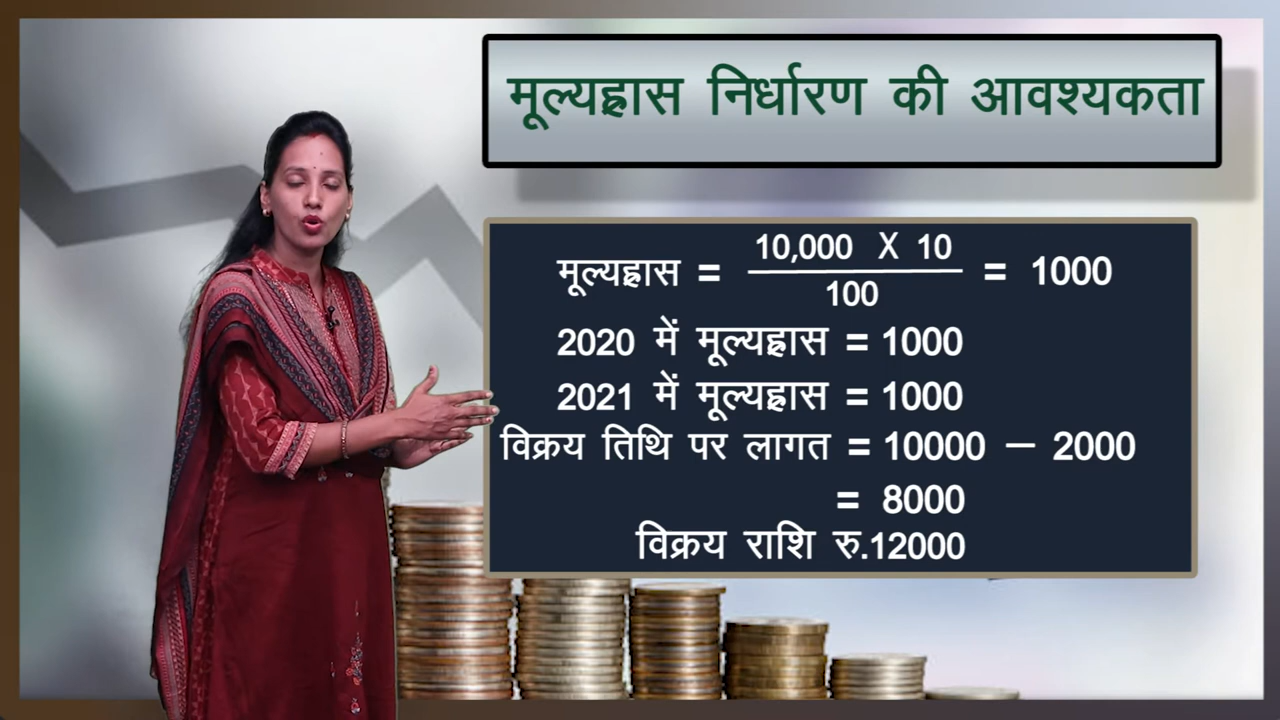 मूल्यह्रास निर्धारण की आवश्यकता
मूल्यह्रास = 10,000 X 10 / 100 = 1000
2020 में मूल्यह्रास = 1000
2021 में मूल्यह्रास = 1000
विक्रय तिथि पर लागत = 10000 – 2000
= 8000
विक्रय राशि रु.12000